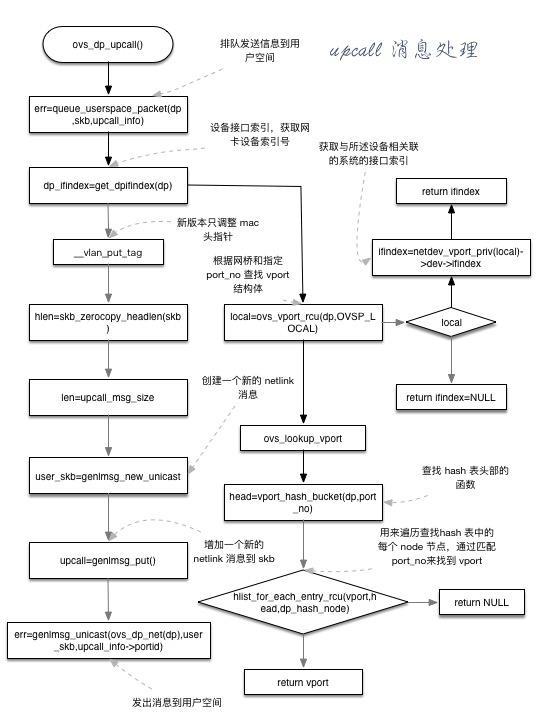 ovs_dp_upcall()
排队发送信息到用
户空间
upcall 消息处理
err=queue_userspace_packet(dp
,skb,upcall_info)
设备接口索引，获取网
卡设备索引号
获取与所述设备相关联
的系统的接口索引
dp_ifindex=get_dpifindex(dp)
return ifindex
新版本只调整 mac
头指针
__vlan_put_tag
根据网桥和指定
port_no 查找 vport
结构体
ifindex=netdev_vport_priv(local)-
>dev->ifindex
hlen=skb_zerocopy_headlen(skb
)
local=ovs_vport_rcu(dp,OVSP_L
OCAL)
local
len=upcall_msg_size
创建一个新的 netlink
消息
return ifindex=NULL
ovs_lookup_vport
user_skb=genlmsg_new_unicast
head=vport_hash_bucket(dp,port
_no)
查找 hash 表头部的
函数
upcall=genlmsg_put()
增加一个新的
netlink 消息到 skb
用来遍历查找hash 表中的
每个 node 节点，通过匹配
port_no来找到 vport
hlist_for_each_entry_rcu(vport,h
ead,dp_hash_node)
return NULL
err=genlmsg_unicast(ovs_dp_net(dp),user
_skb,upcall_info->portid)
return vport
发出消息到用户空间